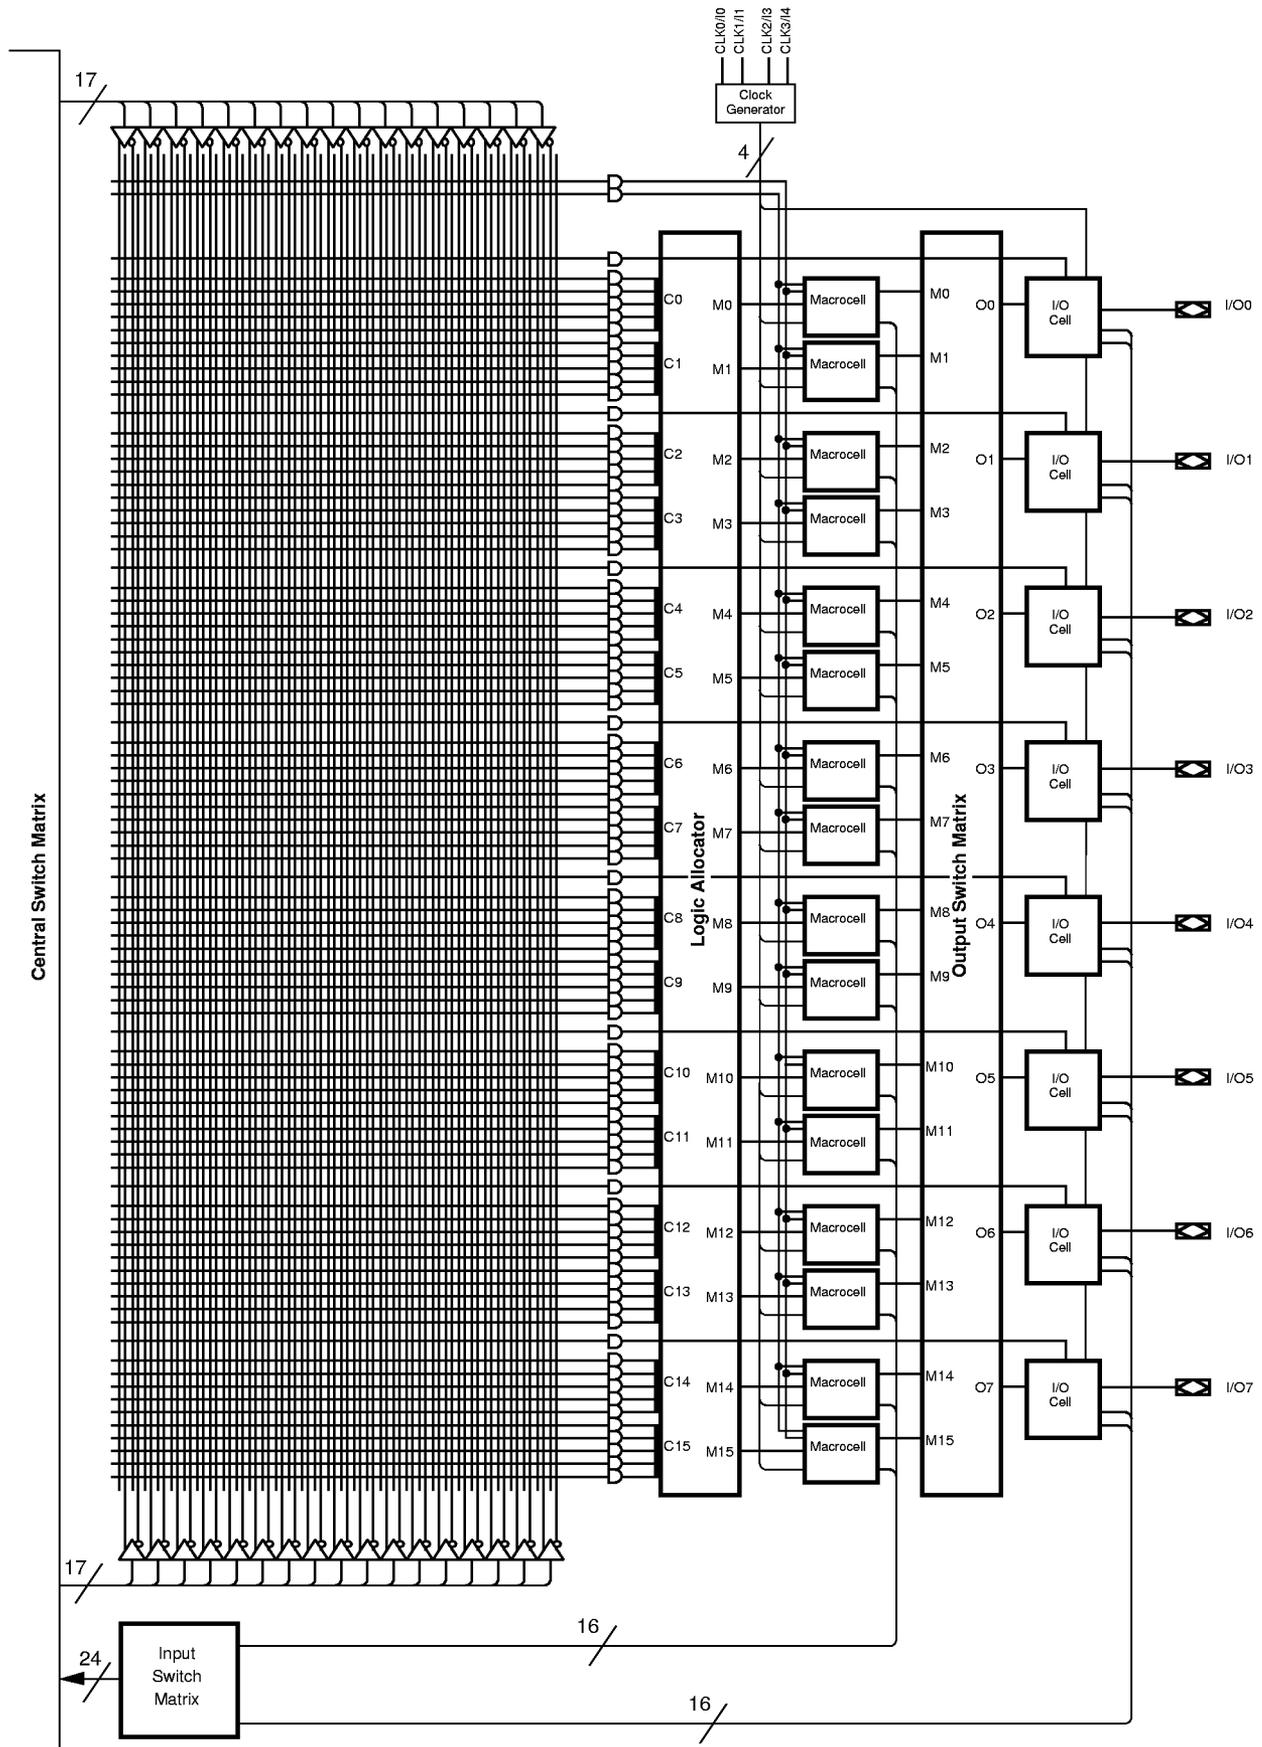 CLK0/I0
CLK1/I1
CLK2/I3
CLK3/I4
17
Clock
Generator
4
C0
M0
Macrocell
M0
O0
I/O
Cell
I/O0
C1
M1
Macrocell
M1
C2
M2
Macrocell
M2
O1
I/O
Cell
I/O1
C3
M3
Macrocell
M3
C4
M4
Macrocell
M4
O2
I/O
Cell
I/O2
C5
M5
Macrocell
M5
C6
M6
Macrocell
M6
O3
I/O
Cell
I/O3
C7
M7
Macrocell
M7
Central Switch Matrix
Logic Allocator
Output Switch Matrix
C8
M8
Macrocell
M8
O4
I/O
Cell
I/O4
C9
M9
Macrocell
M9
C10
M10
Macrocell
M10
O5
I/O
Cell
I/O5
C11
M11
Macrocell
M11
C12
M12
Macrocell
M12
O6
I/O
Cell
I/O6
C13
M13
Macrocell
M13
C14
M14
Macrocell
M14
O7
I/O
Cell
I/O7
C15
M15
Macrocell
M15
17
16
24
Input
Switch
Matrix
16